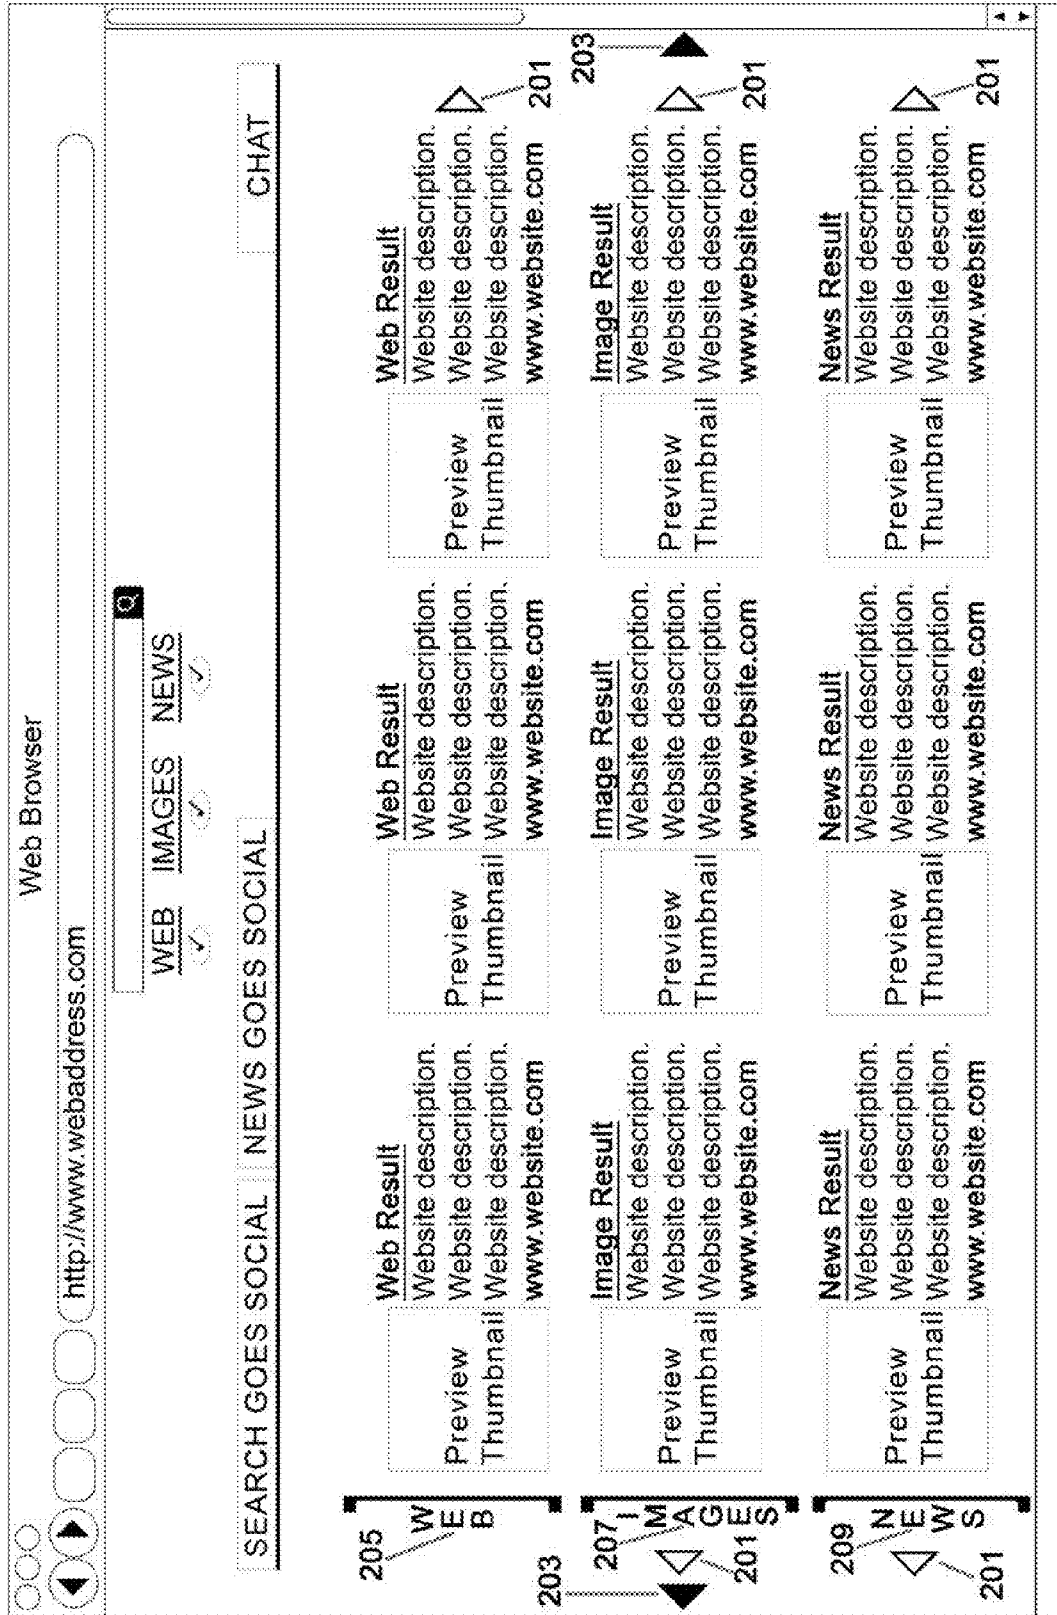 Web Browser
http://www.webaddress.com
WEB IMAGES NEWS
SEARCH GOES SOCIAL NEWS GOES SOCIAL CHAT
205
WEB
Preview Thumbnail
Web Result
Website description.
Website description.
Website description.
www.website.com
Preview Thumbnail
Web Result
Website description.
Website description.
Website description.
www.website.com
Preview Thumbnail
Web Result
Website description.
Website description.
Website description.
www.website.com
201
203
207
IMAGES
201
Preview Thumbnail
Image Result
Website description.
Website description.
Website description.
www.website.com
Preview Thumbnail
Image Result
Website description.
Website description.
Website description.
www.website.com
Preview Thumbnail
Image Result
Website description.
Website description.
Website description.
www.website.com
203
201
209
NEWS
201
Preview Thumbnail
News Result
Website description.
Website description.
Website description.
www.website.com
Preview Thumbnail
News Result
Website description.
Website description.
Website description.
www.website.com
Preview Thumbnail
News Result
Website description.
Website description.
Website description.
www.website.com
201